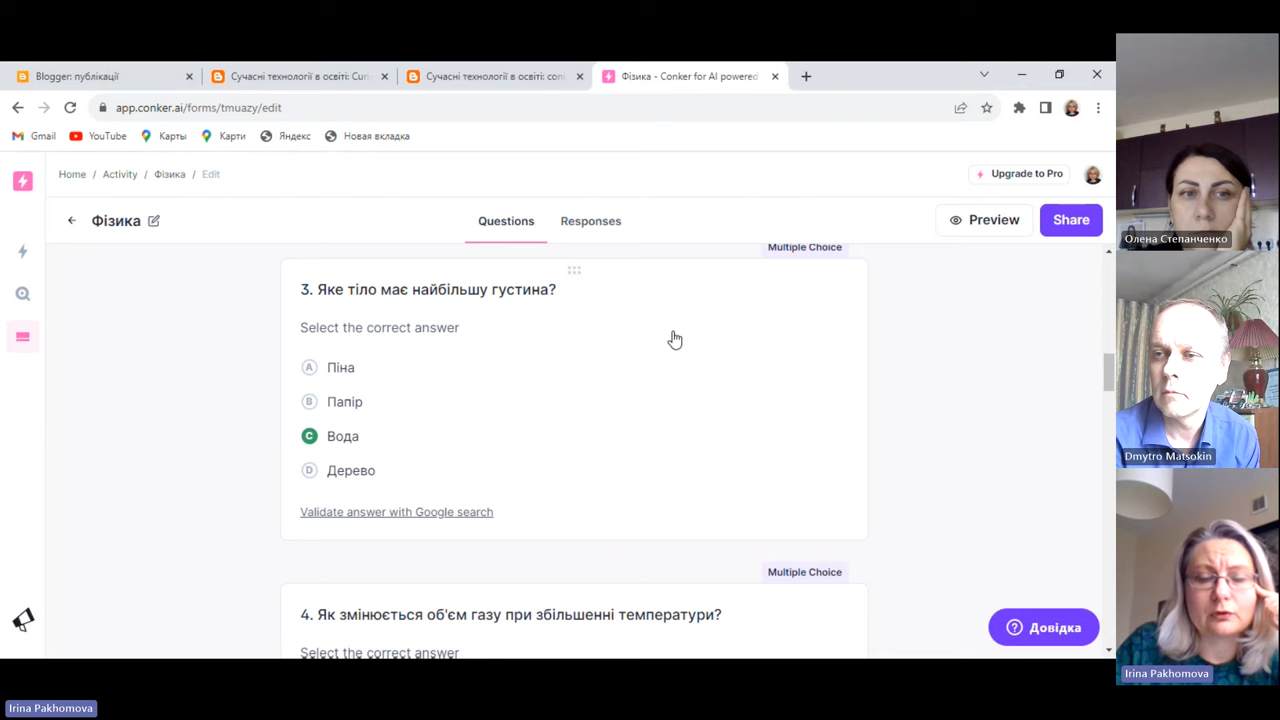 Blogger: публікації
Сучасні технології в освіті: Cun
Сучасні технології в освіті: con
Фізика - Conker for AI powered
app.conker.ai/forms/tmuazy/edit
Gmail
YouTube
Карты
Карти
Яндекс
Новая вкладка
Home / Activity / Фізика / Edit
Upgrade to Pro
Фізика
Questions
Responses
Preview
Share
Multiple Choice
3. Яке тіло має найбільшу густина?
Select the correct answer
A Піна
B Папір
C Вода
D Дерево
Validate answer with Google search
Multiple Choice
4. Як змінюється об'єм газу при збільшенні температури?
Select the correct answer
Довідка
Олена Степанченко
Dmytro Matsokin
Irina Pakhomova
Irina Pakhomova